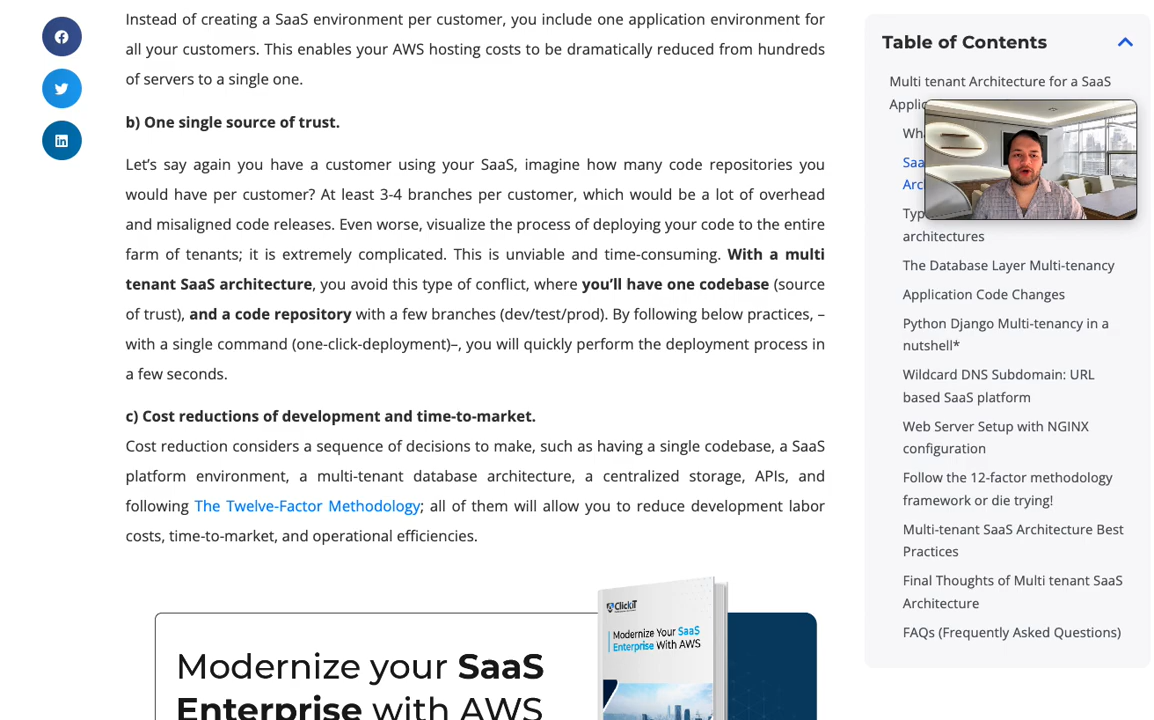 Instead of creating a SaaS environment per customer, you include one application environment for
all your customers. This enables your AWS hosting costs to be dramatically reduced from hundreds
of servers to a single one.
b) One single source of trust.
Let’s say again you have a customer using your SaaS, imagine how many code repositories you
would have per customer? At least 3-4 branches per customer, which would be a lot of overhead
and misaligned code releases. Even worse, visualize the process of deploying your code to the entire
farm of tenants; it is extremely complicated. This is unviable and time-consuming. With a multi
tenant SaaS architecture, you avoid this type of conflict, where you’ll have one codebase (source
of trust), and a code repository with a few branches (dev/test/prod). By following below practices, –
with a single command (one-click-deployment)–, you will quickly perform the deployment process in
a few seconds.
c) Cost reductions of development and time-to-market.
Cost reduction considers a sequence of decisions to make, such as having a single codebase, a SaaS
platform environment, a multi-tenant database architecture, a centralized storage, APIs, and
following The Twelve-Factor Methodology; all of them will allow you to reduce development labor
costs, time-to-market, and operational efficiencies.
Modernize your SaaS
Enterprise with AWS
ClickIT
Modernize Your SaaS
Enterprise With AWS
Table of Contents
Multi tenant Architecture for a SaaS
architectures
The Database Layer Multi-tenancy
Application Code Changes
Python Django Multi-tenancy in a
nutshell*
Wildcard DNS Subdomain: URL
based SaaS platform
Web Server Setup with NGINX
configuration
Follow the 12-factor methodology
framework or die trying!
Multi-tenant SaaS Architecture Best
Practices
Final Thoughts of Multi tenant SaaS
Architecture
FAQs (Frequently Asked Questions)